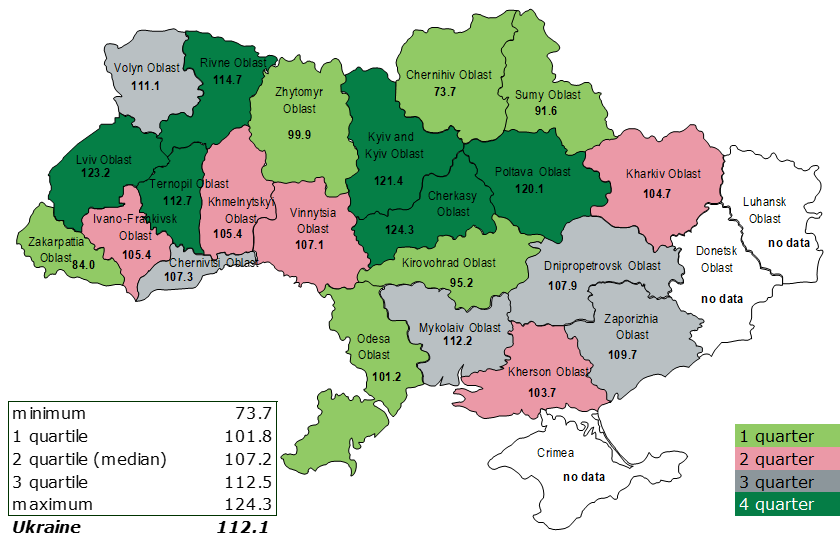 Volyn Oblast
111.1
Rivne Oblast
114.7
Zhytomyr
Oblast
99.9
Chernihiv Oblast
73.7
Sumy Oblast
91.6
Kyiv and
Kyiv Oblast
121.4
Lviv Oblast
123.2
Ternopil Oblast
112.7
Khmelnytskyi
Oblast
105.4
Ivano-Frankivsk
Oblast
105.4
Zakarpattia
Oblast
84.0
Chernivtsi Oblast
107.3
Vinnytsia
Oblast
107.1
Cherkasy
Oblast
124.3
Poltava Oblast
120.1
Kharkiv Oblast
104.7
Luhansk
Oblast
no data
Donetsk
Oblast
no data
Kirovohrad Oblast
95.2
Dnipropetrovsk Oblast
107.9
Zaporizhia
Oblast
109.7
Mykolaiv Oblast
112.2
Odesa
Oblast
101.2
Kherson Oblast
103.7
Crimea
no data
minimum 73.7
1 quartile 101.8
2 quartile (median) 107.2
3 quartile 112.5
maximum 124.3
Ukraine 112.1
1 quarter
2 quarter
3 quarter
4 quarter